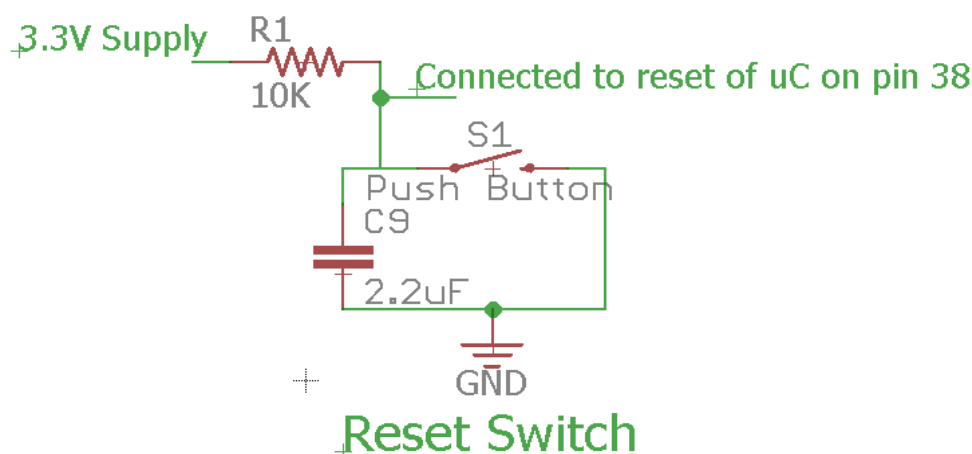 R1
3.3V Supply
10K
Connected to reset of uC on pin 38
S1
Push Button
C9
2.2uF
GND
Reset Switch